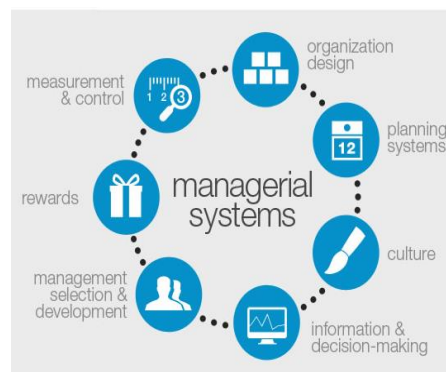 organization
design
measurement
& control
1 2 3
planning
systems
12
managerial
systems
rewards
culture
management
selection &
development
information &
decision-making